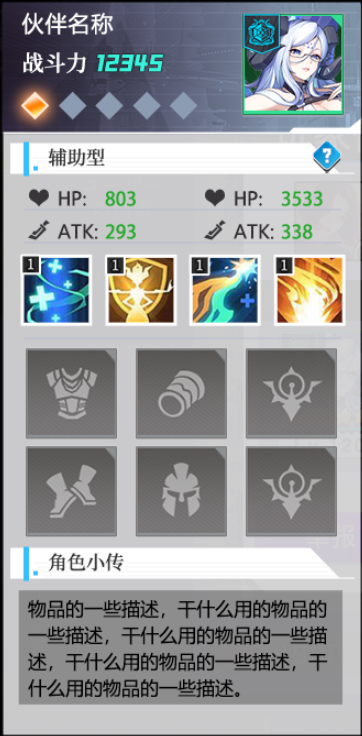 伙伴名称
战斗力 12345
辅助型
?
HP: 803 HP: 3533
ATK: 293 ATK: 338
1 1 1 1
角色小传
物品的一些描述，干什么用的物品的
一些描述，干什么用的物品的一些描
述，干什么用的物品的一些描述，干
什么用的物品的一些描述。